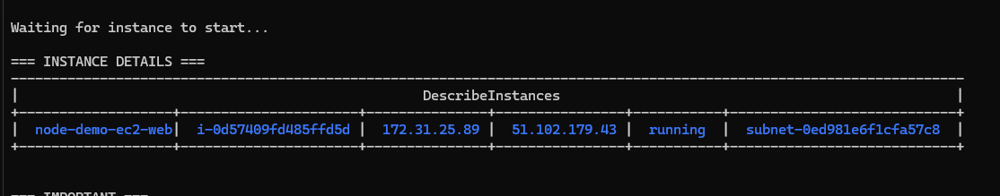 Waiting for instance to start...
=== INSTANCE DETAILS ===
---------------------------------------------------------------------------------------------------------------------
|                                                  DescribeInstances                                                |
+-------------------+----------------------+---------------+----------------+-----------+----------------------------+
|  node-demo-ec2-web|  i-0d57409fd485ffd5d |  172.31.25.89 |  51.102.179.43 |  running  |  subnet-0ed981e6f1cfa57c8  |
+-------------------+----------------------+---------------+----------------+-----------+----------------------------+
=== IMPORTANT ===